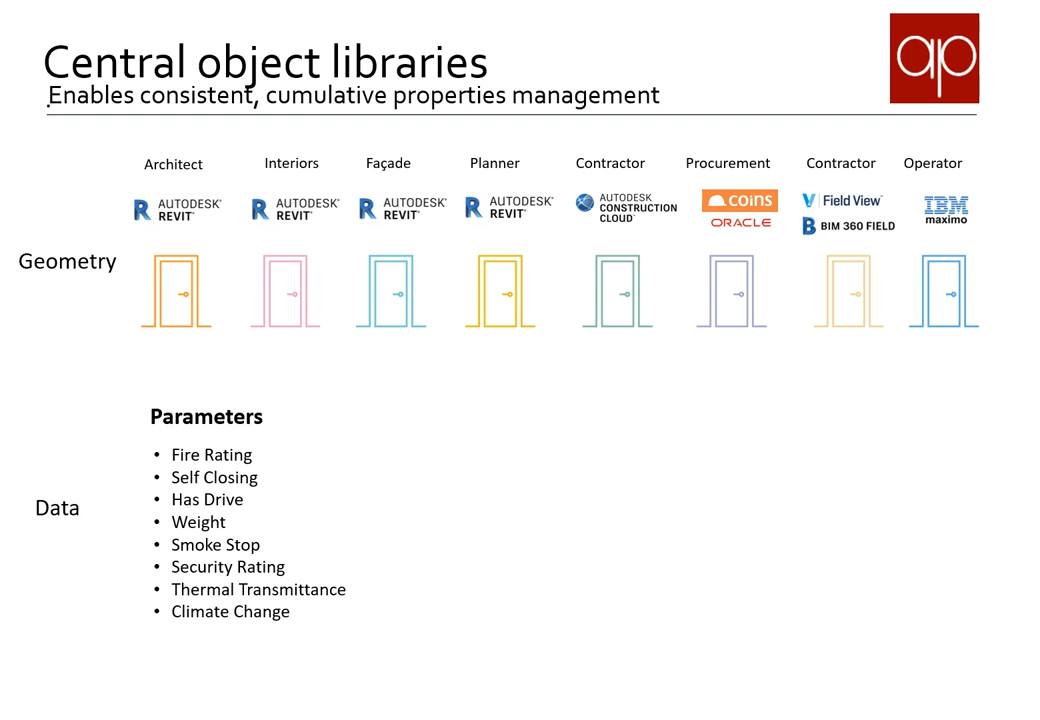 Central object libraries
Enables consistent, cumulative properties management
ap
Architect Interiors Façade Planner Contractor Procurement Contractor Operator
R AUTODESK® REVIT®
R AUTODESK® REVIT®
R AUTODESK® REVIT®
R AUTODESK® REVIT®
AUTODESK CONSTRUCTION CLOUD™
COINS
ORACLE
V Field View™
B BIM 360 FIELD
IBM
maximo
Geometry
Parameters
• Fire Rating
• Self Closing
• Has Drive
• Weight
• Smoke Stop
• Security Rating
• Thermal Transmittance
• Climate Change
Data